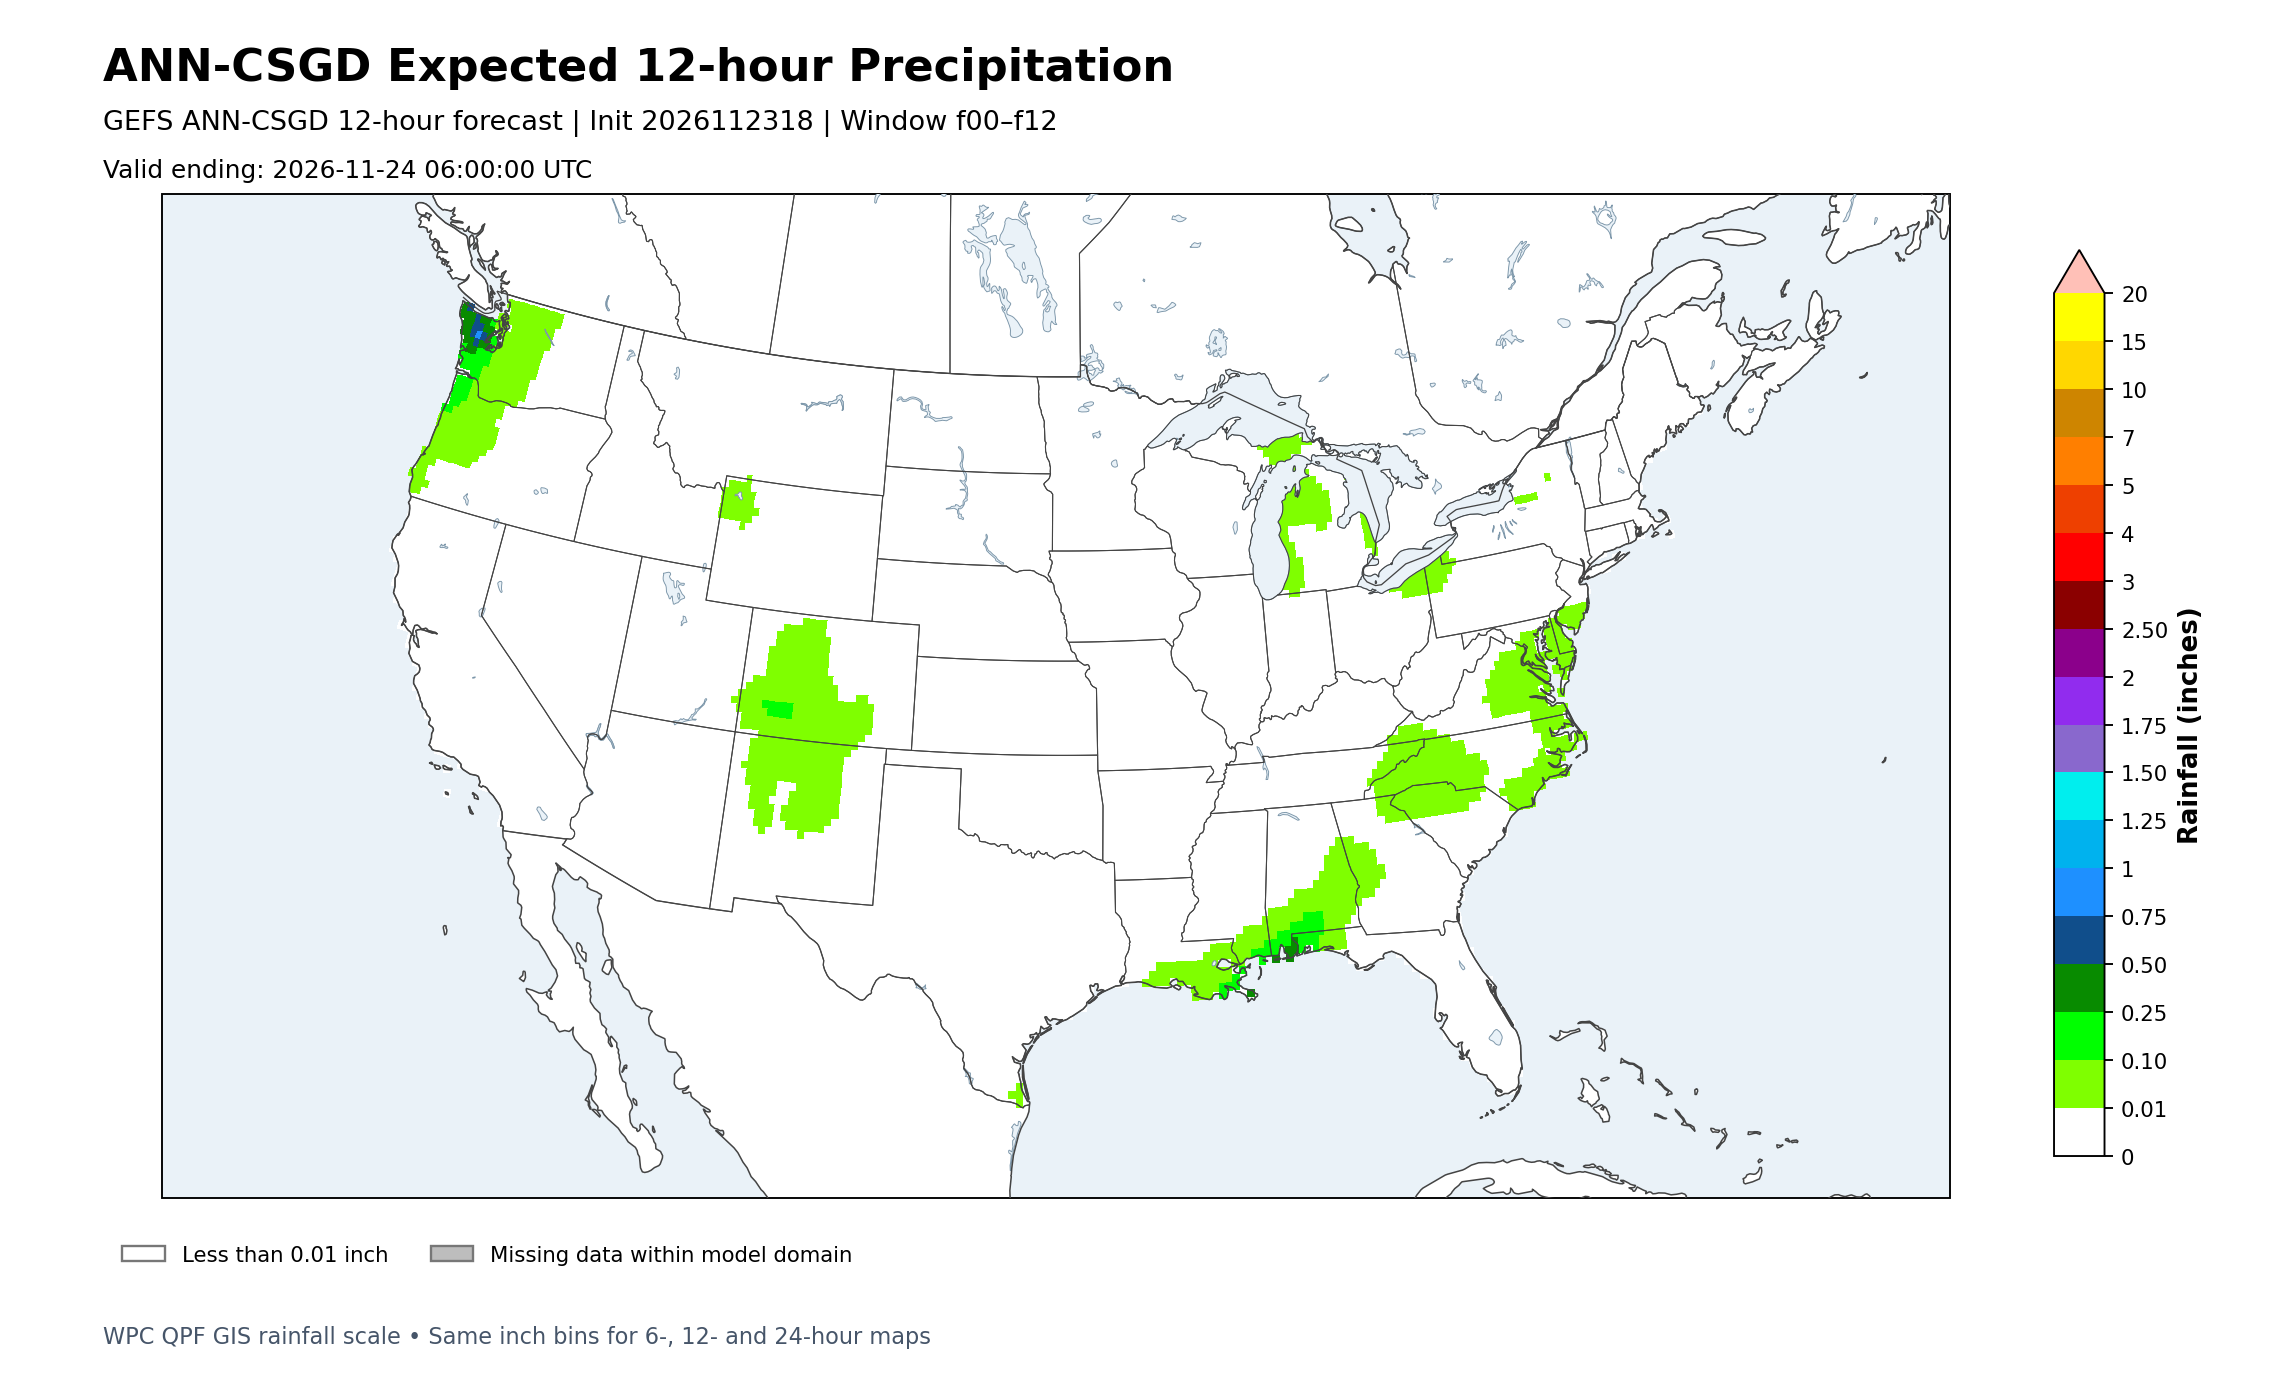 ANN-CSGD Expected 12-hour Precipitation
GEFS ANN-CSGD 12-hour forecast | Init 2026112318 | Window f00–f12
Valid ending: 2026-11-24 06:00:00 UTC
20
15
10
7
5
4
3
2.50
2
1.75
1.50
1.25
1
0.75
0.50
0.25
0.10
0.01
0
Rainfall (inches)
Less than 0.01 inch
Missing data within model domain
WPC QPF GIS rainfall scale • Same inch bins for 6-, 12- and 24-hour maps